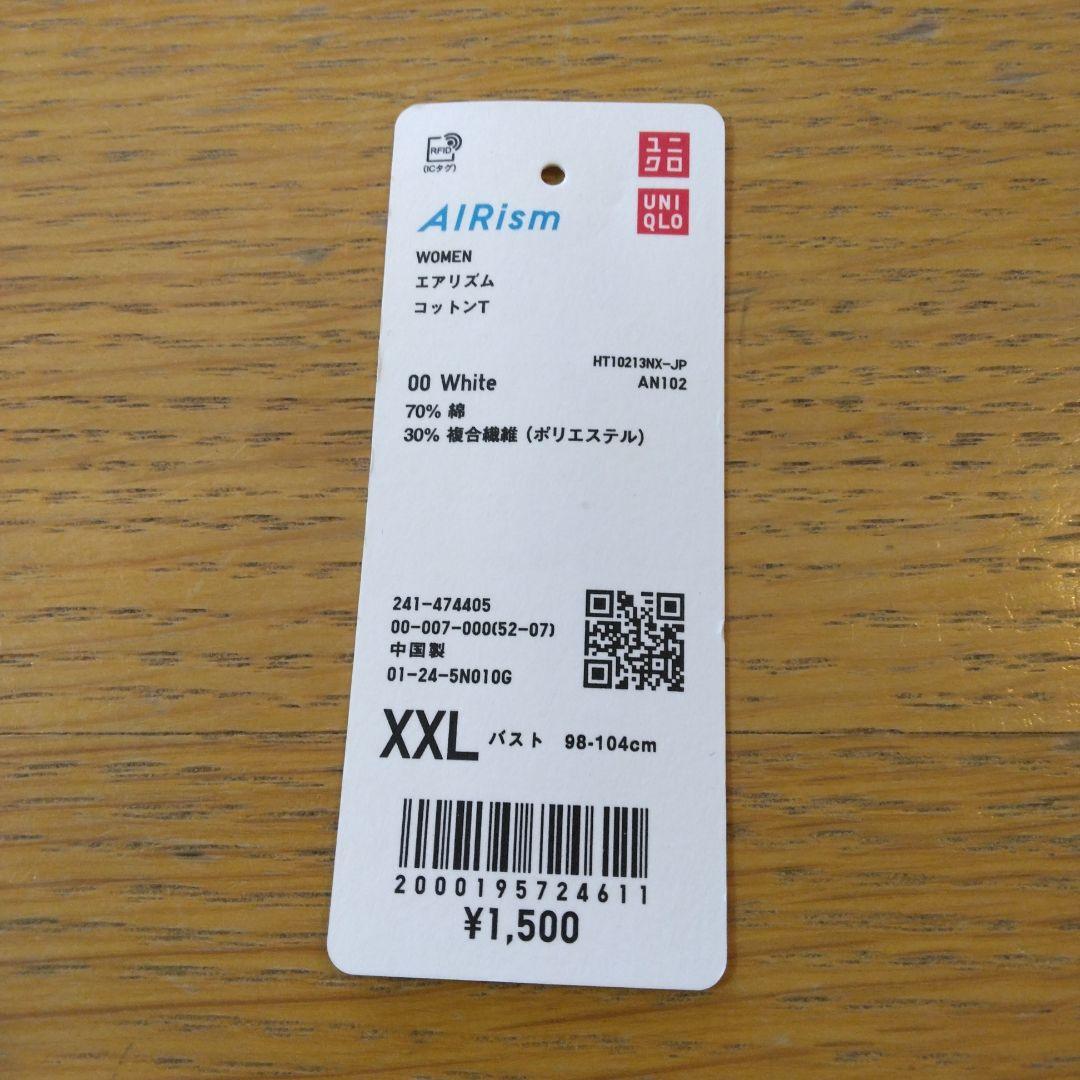 RFID
(ICタグ)
ユニ
クロ
UNI
QLO
AIRism
WOMEN
エアリズム
コットンT
HT10213NX-JP
00 White
AN102
70% 綿
30% 複合繊維 (ポリエステル)
241-474405
00-007-000(52-07)
中国製
01-24-5N010G
XXL バスト 98-104cm
2000195724611
¥1,500